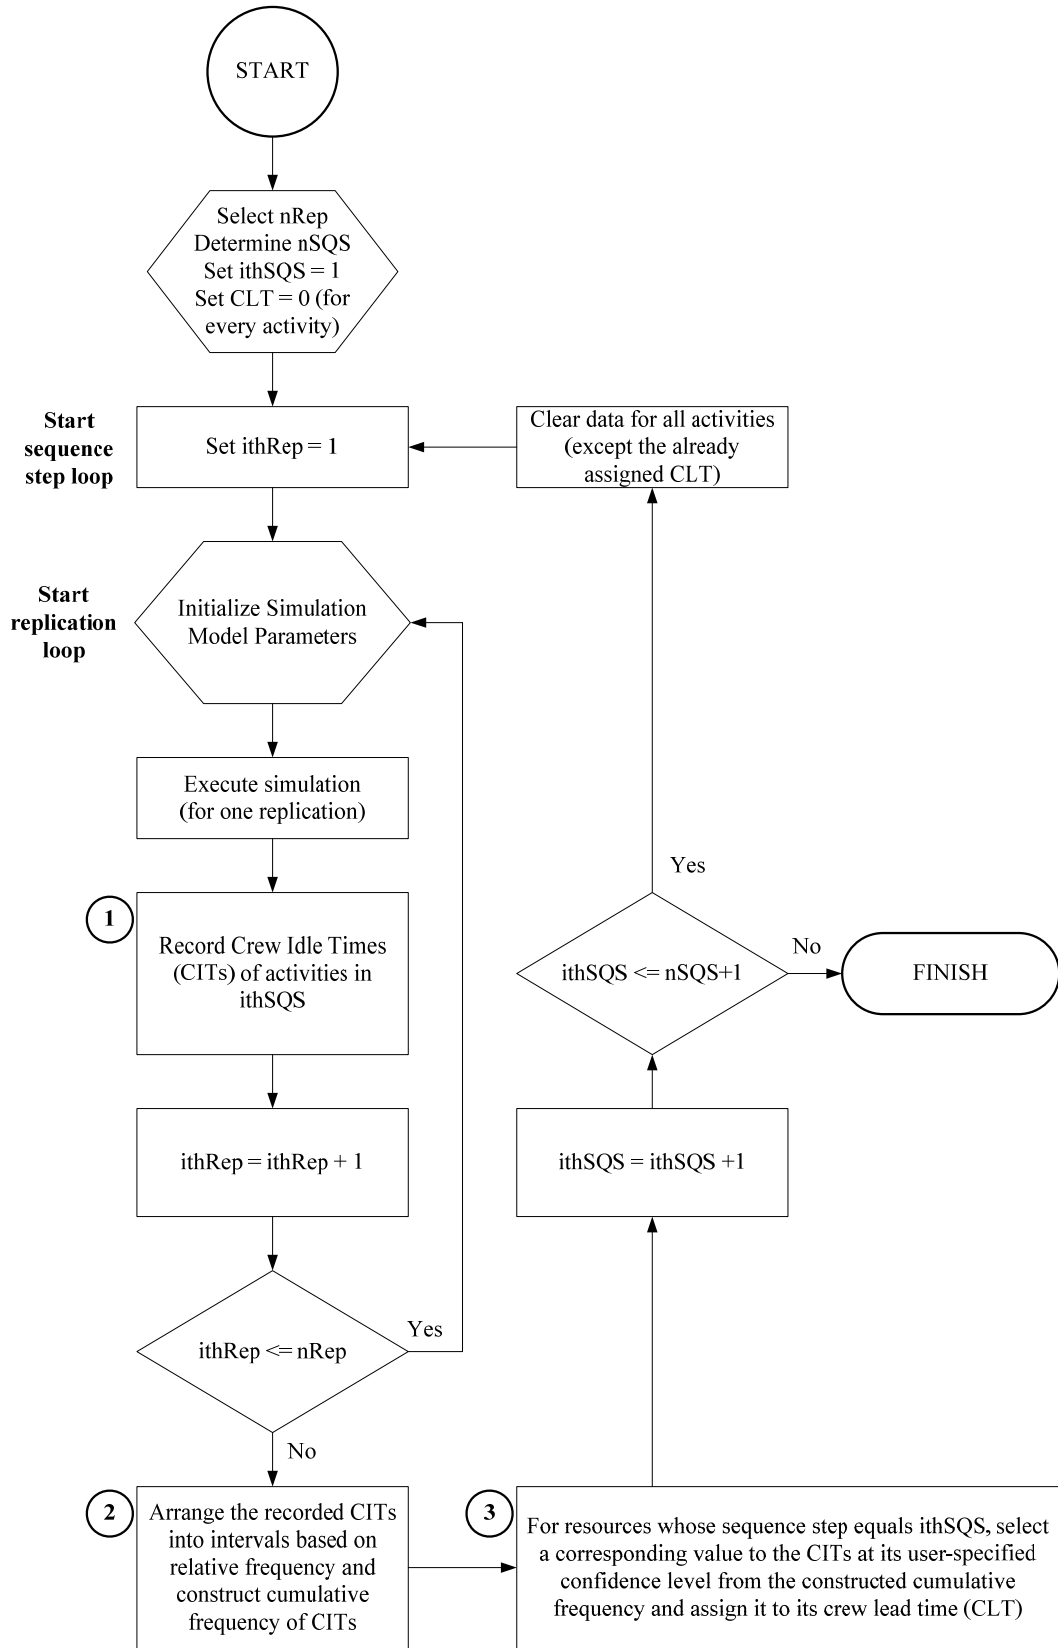 START
Select nRep
Determine nSQS
Set ithSQS = 1
Set CLT = 0 (for
every activity)
Start
sequence
step loop
Set ithRep = 1
Clear data for all activities
(except the already
assigned CLT)
Start
replication
loop
Initialize Simulation
Model Parameters
Execute simulation
(for one replication)
1
Record Crew Idle Times
(CITs) of activities in
ithSQS
ithRep = ithRep + 1
ithRep <= nRep
Yes
No
2
Arrange the recorded CITs
into intervals based on
relative frequency and
construct cumulative
frequency of CITs
3
For resources whose sequence step equals ithSQS, select
a corresponding value to the CITs at its user-specified
confidence level from the constructed cumulative
frequency and assign it to its crew lead time (CLT)
ithSQS = ithSQS +1
ithSQS <= nSQS+1
Yes
No
FINISH